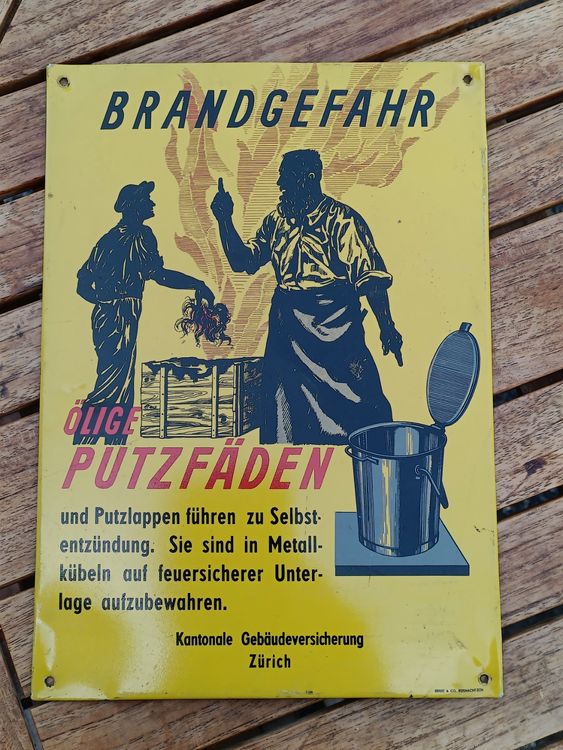 BRANDGEFAHR
ÖLIGE
PUTZFÄDEN
und Putzlappen führen zu Selbst-
entzündung. Sie sind in Metall-
kübeln auf feuersicherer Unter-
lage aufzubewahren.
Kantonale Gebäudeversicherung
Zürich
& CO.